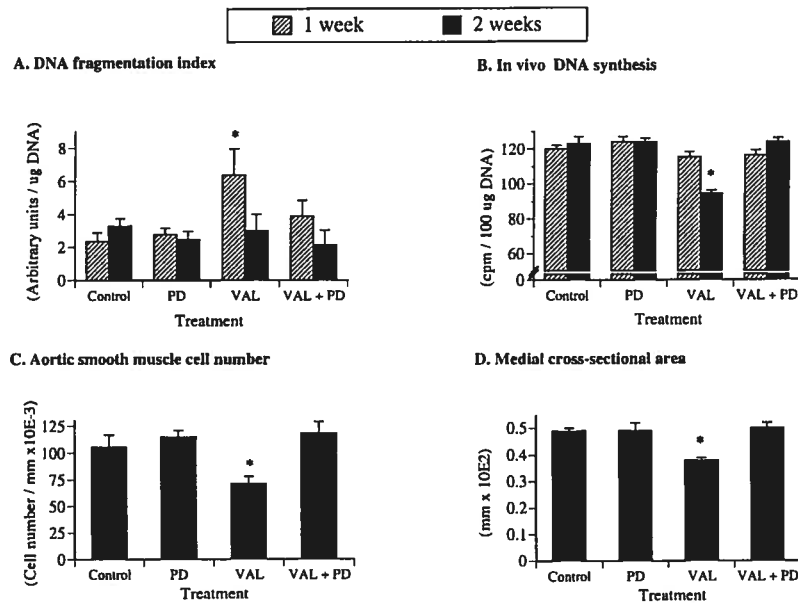 1 week 2 weeks
A. DNA fragmentation index
(Arbitrary units / ug DNA)
8
6
4
2
0
*
Control PD VAL VAL + PD
Treatment
B. In vivo DNA synthesis
(cpm / 100 ug DNA)
120
100
80
60
0
*
Control PD VAL VAL + PD
Treatment
C. Aortic smooth muscle cell number
(Cell number / mm x10E-3)
125
100
75
50
25
0
*
Control PD VAL VAL + PD
Treatment
D. Medial cross-sectional area
(mm x 10E2)
0.5
0.4
0.3
0.2
0.1
0
*
Control PD VAL VAL + PD
Treatment